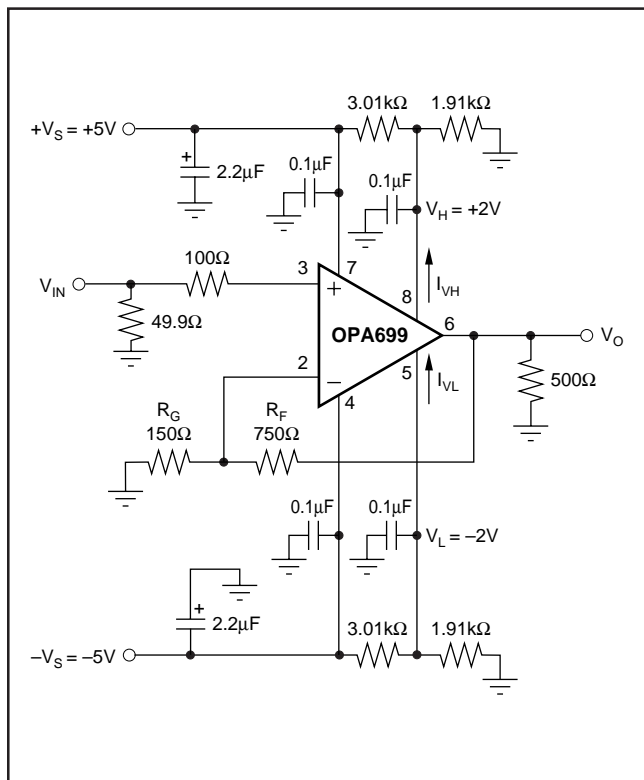 3.01kΩ 1.91kΩ
+V_S = +5V
+
2.2µF
0.1µF
0.1µF
V_H = +2V
V_IN
100Ω
49.9Ω
3
7
+
8
I_VH
OPA699
6
V_O
2
−
4
5
I_VL
500Ω
R_G
150Ω
R_F
750Ω
0.1µF
0.1µF
V_L = −2V
+
2.2µF
3.01kΩ 1.91kΩ
−V_S = −5V